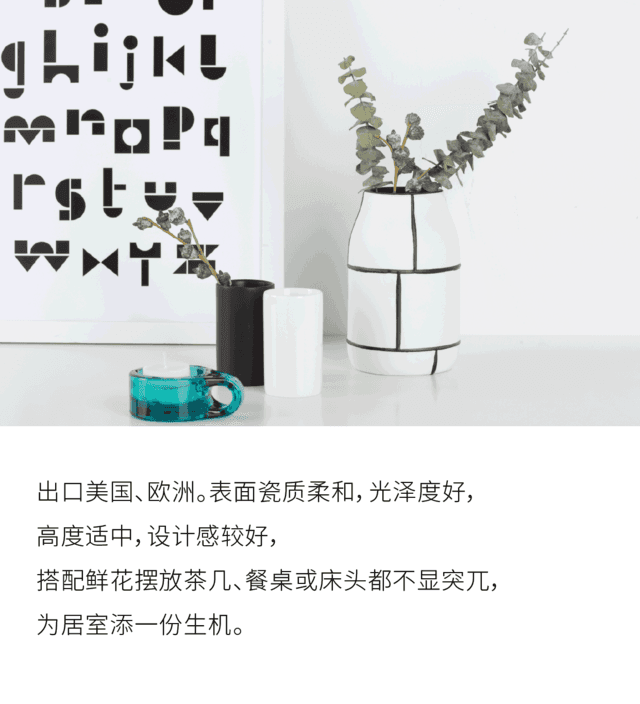 ghijkl
mnopq
rstuv
wxyz
出口美国、欧洲。表面瓷质柔和，光泽度好，
高度适中，设计感较好，
搭配鲜花摆放茶几、餐桌或床头都不显突兀，
为居室添一份生机。